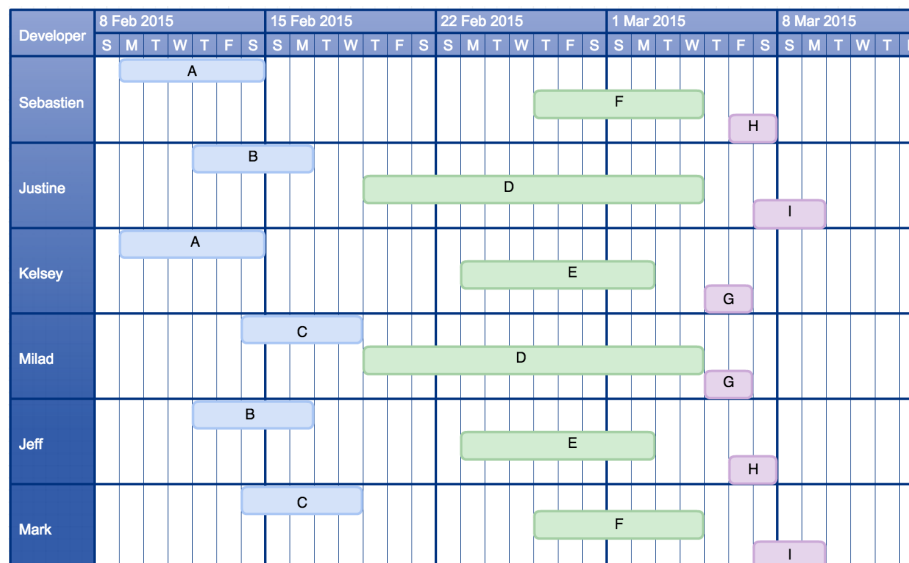 Developer
8 Feb 2015 15 Feb 2015 22 Feb 2015 1 Mar 2015 8 Mar 2015
S M T W T F S S M T W T F S S M T W T F S S M T W T F S S M T W T
A
Sebastien
F
H
B
Justine
D
I
A
Kelsey
E
G
C
Milad
D
G
B
Jeff
E
H
C
Mark
F
I